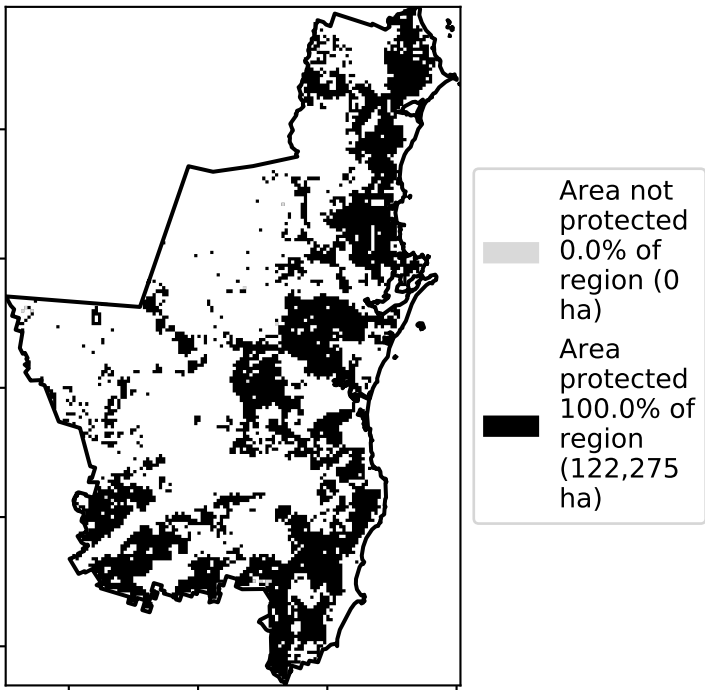 Area not
protected
0.0% of
region (0
ha)
Area
protected
100.0% of
region
(122,275
ha)